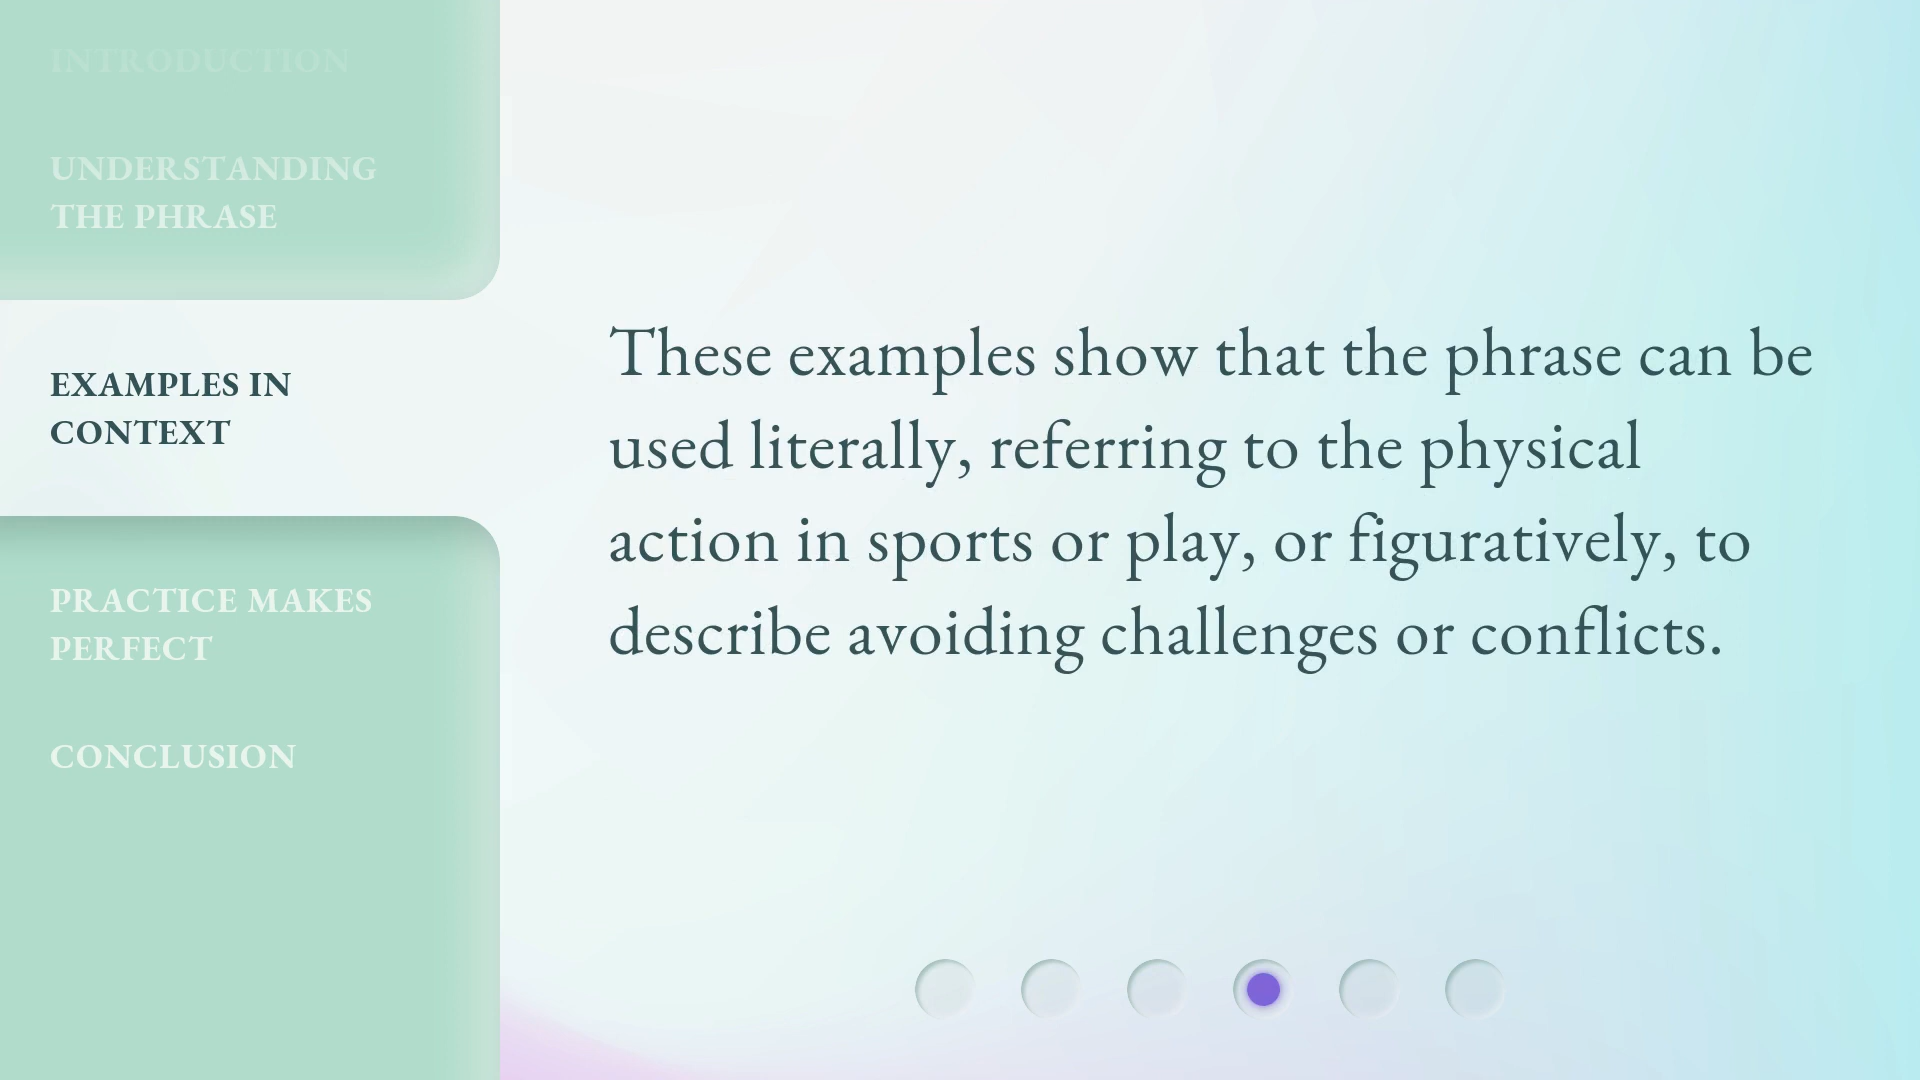 INTRODUCTION
UNDERSTANDING
THE PHRASE
EXAMPLES IN
CONTEXT
PRACTICE MAKES
PERFECT
CONCLUSION
These examples show that the phrase can be
used literally, referring to the physical
action in sports or play, or figuratively, to
describe avoiding challenges or conflicts.